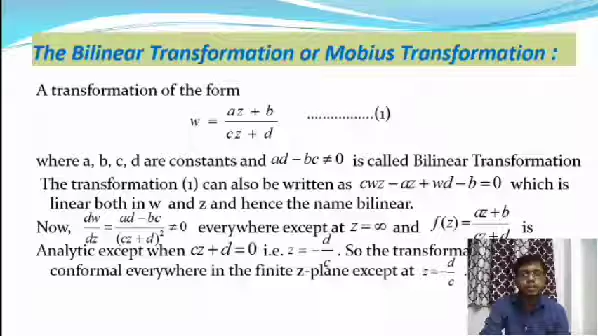 The Bilinear Transformation or Mobius Transformation :
A transformation of the form
w = (az + b)/(cz + d) .................(1)
where a, b, c, d are constants and ad − bc ≠ 0 is called Bilinear Transformation
The transformation (1) can also be written as cwz − az + wd − b = 0 which is
linear both in w and z and hence the name bilinear.
Now, dw/dz = (ad − bc)/(cz + d)² ≠ 0 everywhere except at z = ∞ and f(z) = (az + b)/(cz + d) is
Analytic except when cz + d = 0 i.e. z = −d/c . So the
conformal everywhere in the finite z-plane except at z = −d/c